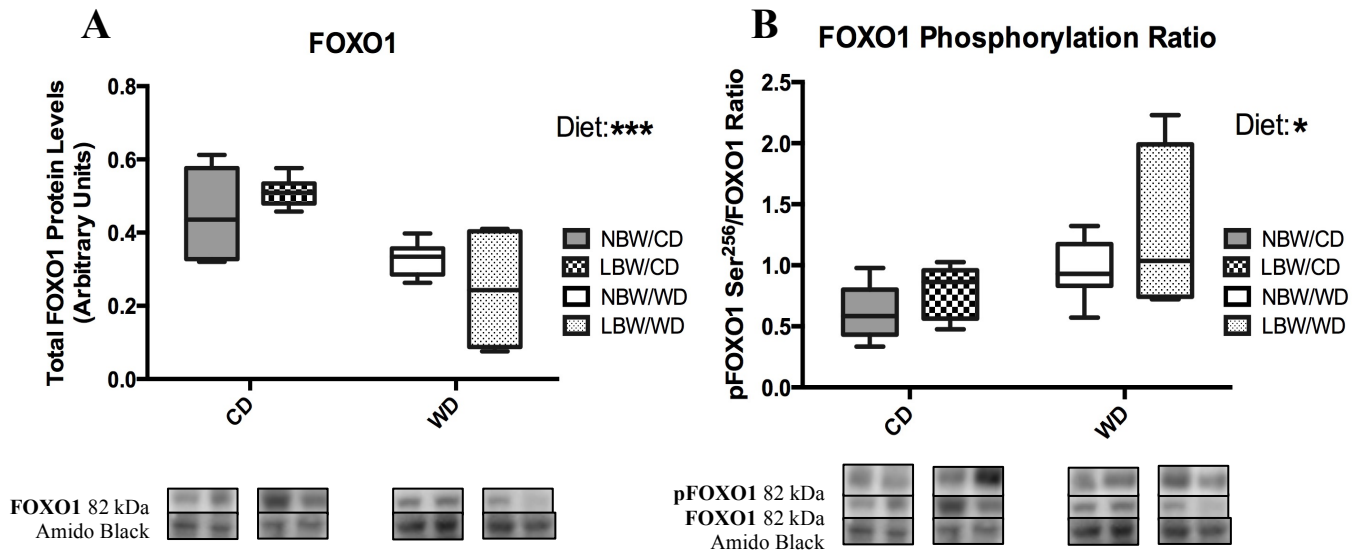 A
FOXO1
Total FOXO1 Protein Levels
(Arbitrary Units)
0.8
0.6
0.4
0.2
0.0
CD
WD
Diet:***
NBW/CD
LBW/CD
NBW/WD
LBW/WD
FOXO1 82 kDa
Amido Black
B
FOXO1 Phosphorylation Ratio
pFOXO1 Ser²⁵⁶/FOXO1 Ratio
2.5
2.0
1.5
1.0
0.5
0.0
CD
WD
Diet:*
NBW/CD
LBW/CD
NBW/WD
LBW/WD
pFOXO1 82 kDa
FOXO1 82 kDa
Amido Black